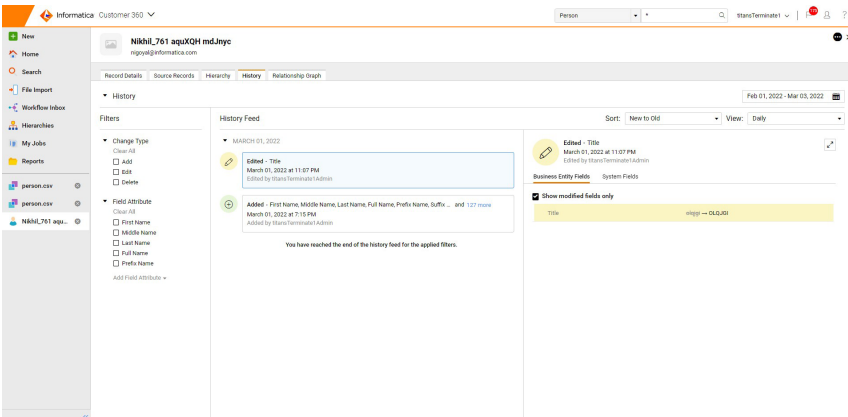 Informatica Customer 360
Person
*
titansTerminate1
New
Home
Search
File Import
Workflow Inbox
Hierarchies
My Jobs
Reports
person.csv
person.csv
Nikhil_761 aqu...
Nikhil_761 aquXQH mdJnyc
nigoyal@informatica.com
Record Details
Source Records
Hierarchy
History
Relationship Graph
History
Feb 01, 2022 - Mar 03, 2022
Filters
Change Type
Clear All
Add
Edit
Delete
Field Attribute
Clear All
First Name
Middle Name
Last Name
Full Name
Prefix Name
Add Field Attribute
History Feed
Sort: New to Old
View: Daily
MARCH 01, 2022
Edited - Title
March 01, 2022 at 11:07 PM
Edited by titansTerminate1Admin
Added - First Name, Middle Name, Last Name, Full Name, Prefix Name, Suffix ... and 127 more
March 01, 2022 at 7:15 PM
Added by titansTerminate1Admin
You have reached the end of the history feed for the applied filters.
Edited - Title
March 01, 2022 at 11:07 PM
Edited by titansTerminate1Admin
Business Entity Fields
System Fields
Show modified fields only
Title → OLQJGI